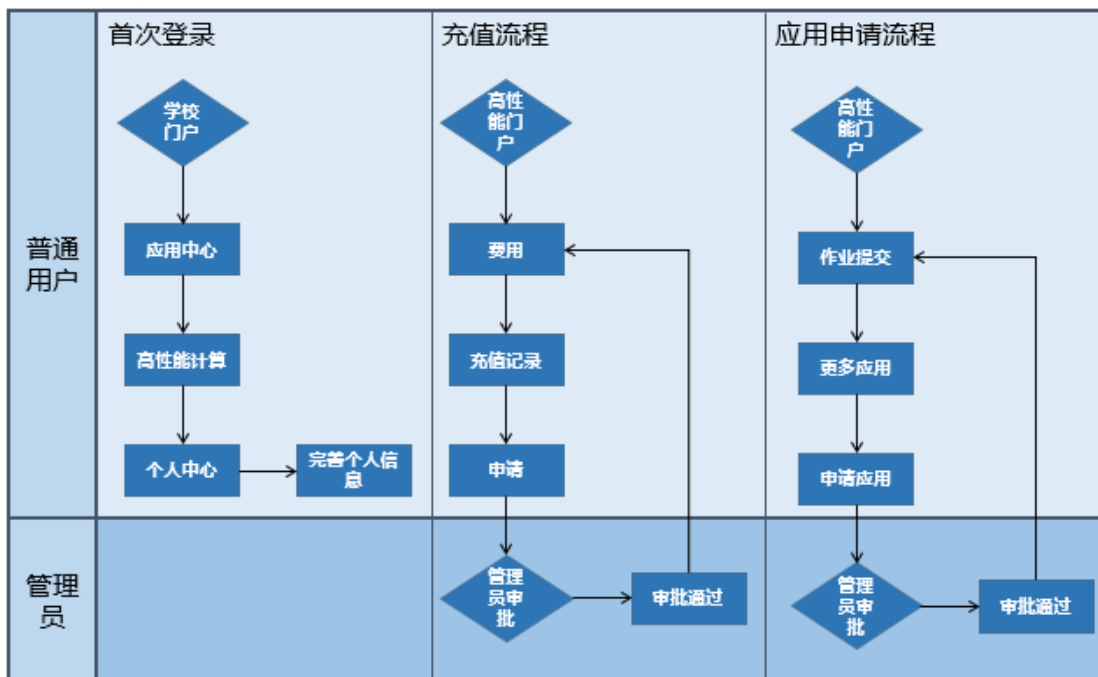 首次登录
充值流程
应用申请流程
学校
门户
高性
能门
户
高性
能门
户
普通
用户
应用中心
费用
作业提交
高性能计算
充值记录
更多应用
个人中心
完善个人信
息
申请
申请应用
管理
员
管理
员审
批
审批通过
管理
员审
批
审批通过